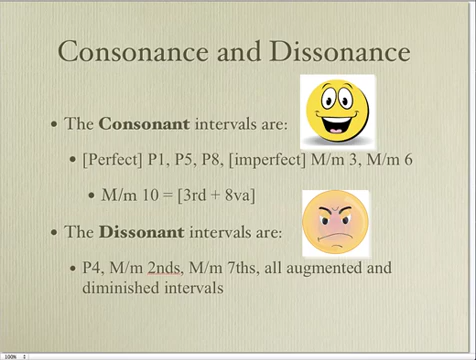 Consonance and Dissonance
• The Consonant intervals are:
• [Perfect] P1, P5, P8, [imperfect] M/m 3, M/m 6
• M/m 10 = [3rd + 8va]
• The Dissonant intervals are:
• P4, M/m 2nds, M/m 7ths, all augmented and
diminished intervals
100%